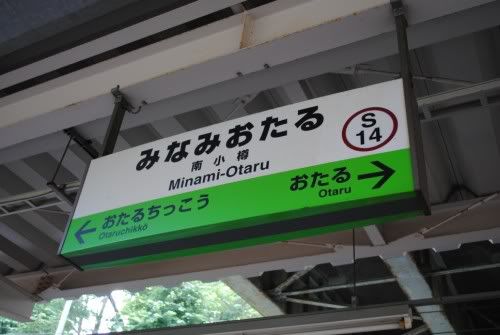 みなみおたる
南小樽
Minami-Otaru
S
14
← おたるちっこう
Otaruchikkō
おたる →
Otaru